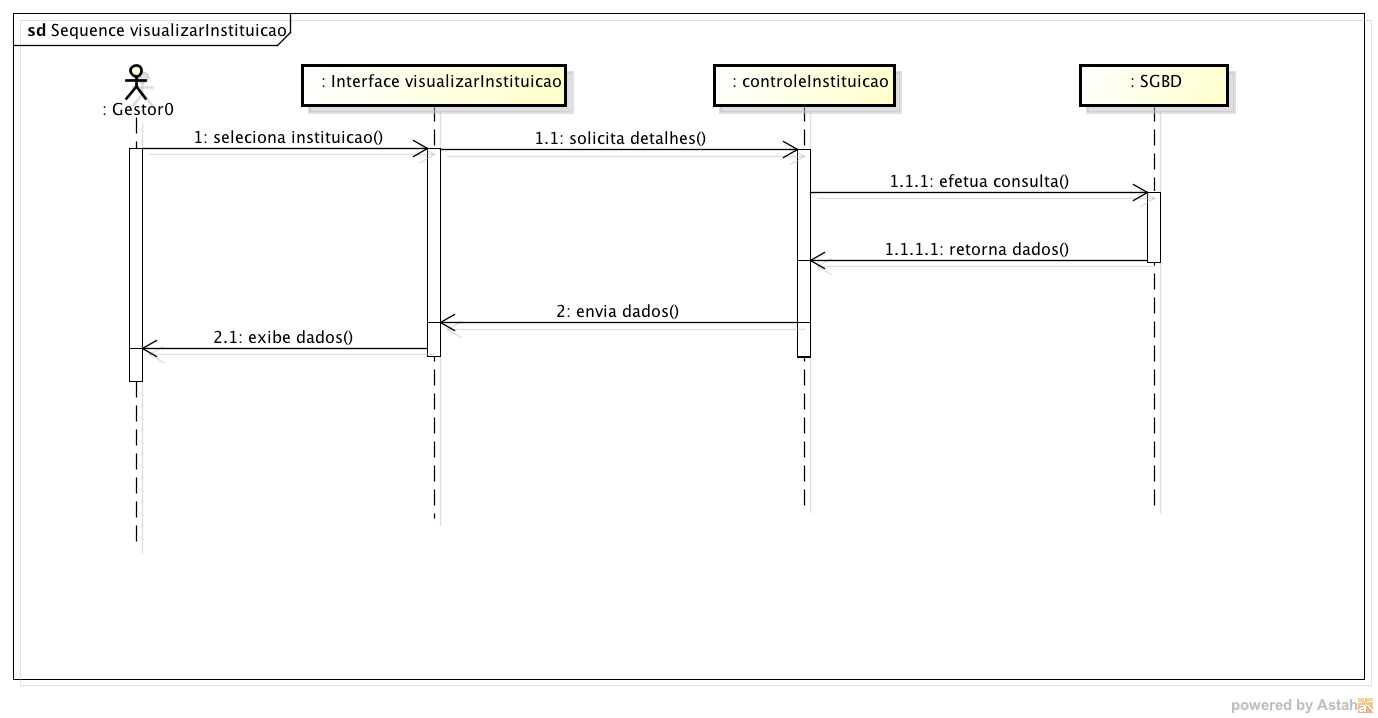 sd Sequence visualizarInstituicao
: Gestor0
: Interface visualizarInstituicao
: controleInstituicao
: SGBD
1: seleciona instituicao()
1.1: solicita detalhes()
1.1.1: efetua consulta()
1.1.1.1: retorna dados()
2: envia dados()
2.1: exibe dados()
powered by Astah